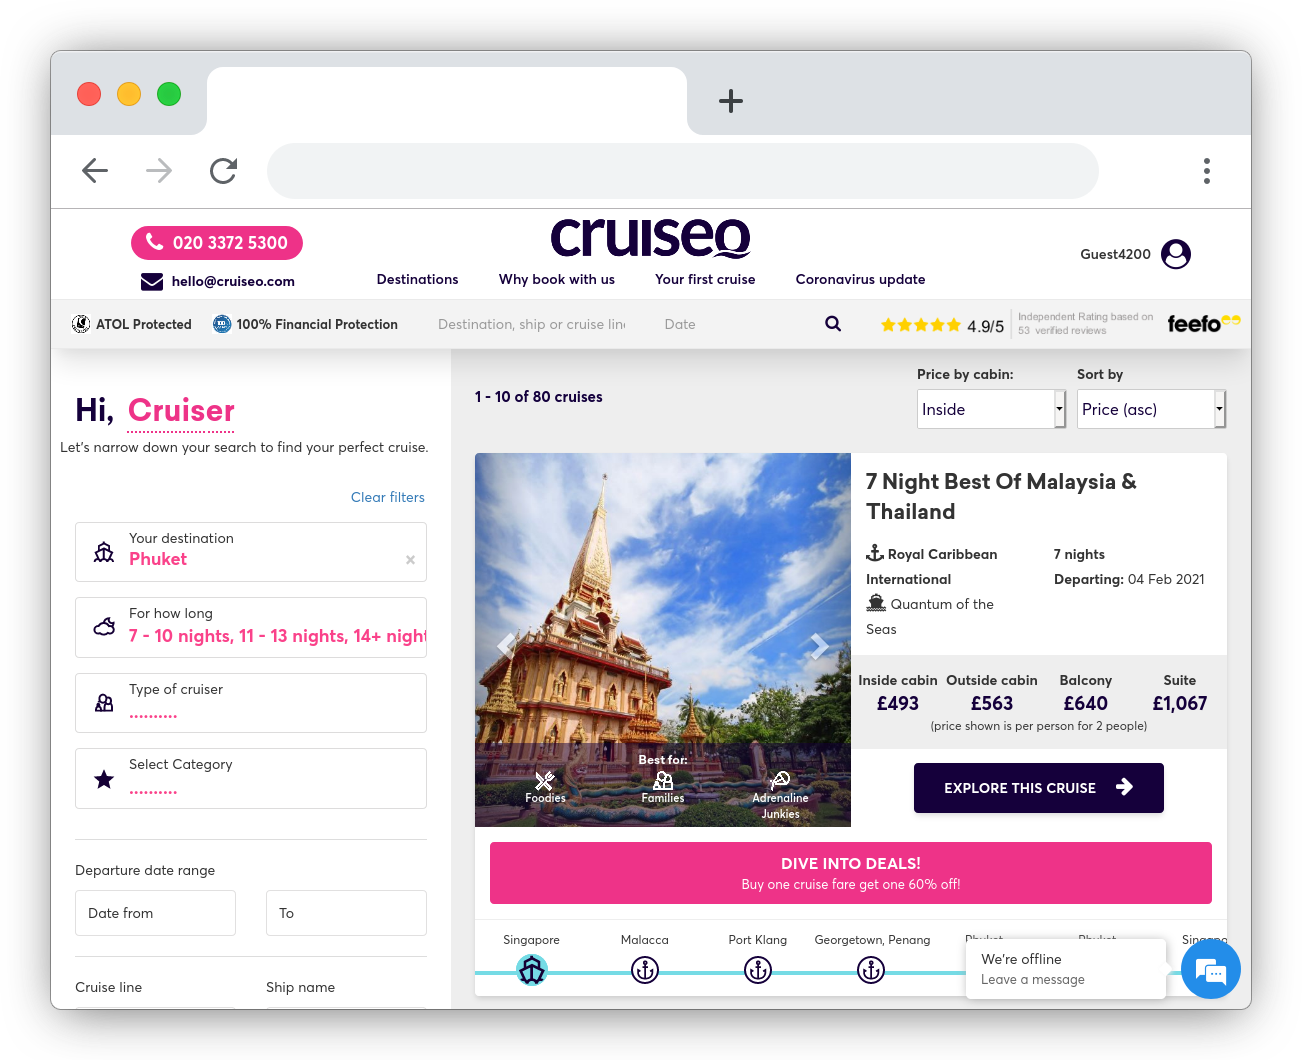 020 3372 5300
hello@cruiseo.com
cruiseo
Destinations
Why book with us
Your first cruise
Coronavirus update
Guest4200
ATOL Protected
100% Financial Protection
Destination, ship or cruise line
Date
4.9/5
Independent Rating based on
53 verified reviews
feefo
Hi, Cruiser
Let's narrow down your search to find your perfect cruise.
Clear filters
Your destination
Phuket
×
For how long
7 - 10 nights, 11 - 13 nights, 14+ night
Type of cruiser
..........
Select Category
..........
Departure date range
Date from
To
Cruise line
Ship name
1 - 10 of 80 cruises
Price by cabin:
Inside
Sort by
Price (asc)
Best for:
Foodies
Families
Adrenaline
Junkies
7 Night Best Of Malaysia &
Thailand
Royal Caribbean
International
Quantum of the
Seas
7 nights
Departing: 04 Feb 2021
Inside cabin
£493
Outside cabin
£563
Balcony
£640
Suite
£1,067
(price shown is per person for 2 people)
EXPLORE THIS CRUISE
DIVE INTO DEALS!
Buy one cruise fare get one 60% off!
Singapore
Malacca
Port Klang
Georgetown, Penang
Phuket
Phuket
We're offline
Leave a message